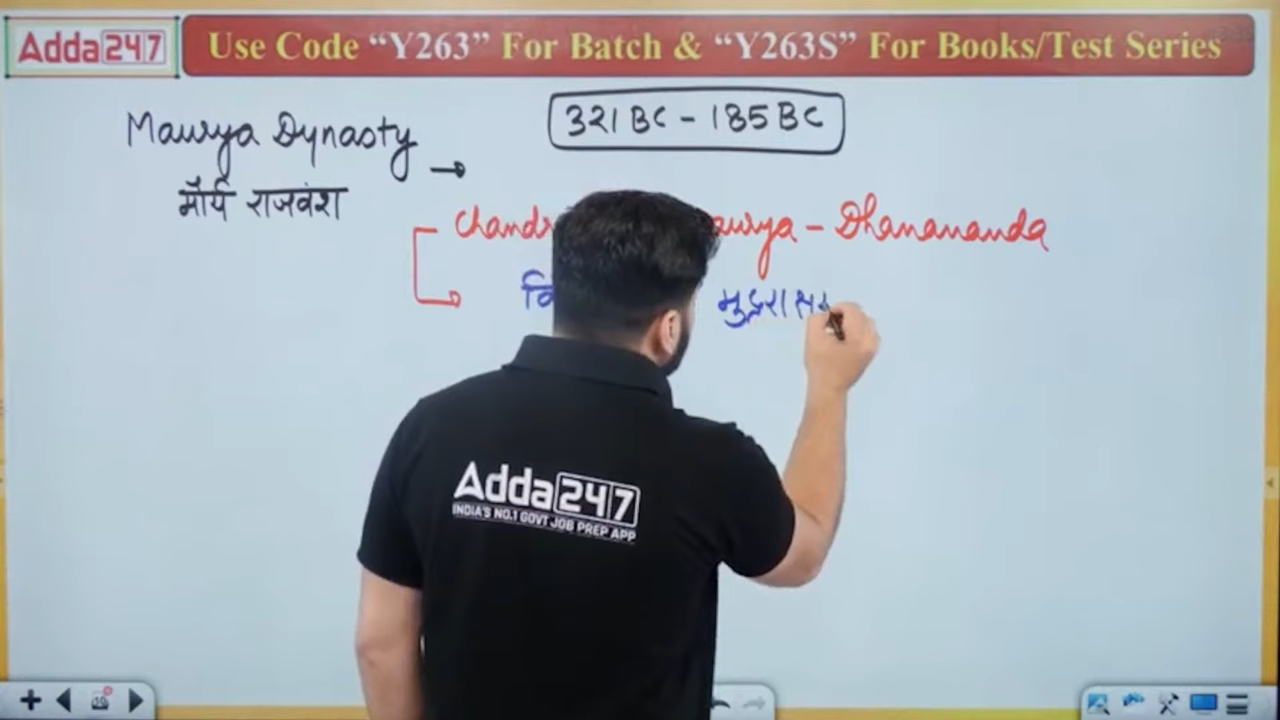 Adda247 Use Code “Y263” For Batch & “Y263S” For Books/Test Series
Maurya Dynasty →
321 BC - 185 BC
मौर्य राजवंश
Dhanananda
Adda247
INDIA'S NO.1 GOVT JOB PREP APP